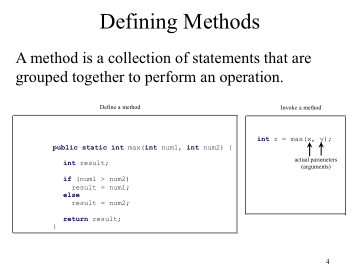 Defining Methods
A method is a collection of statements that are
grouped together to perform an operation.
Define a method
Invoke a method
public static int max(int num1, int num2) {
int result;
if (num1 > num2)
result = num1;
else
result = num2;
return result;
}
int z = max(x, y);
actual parameters
(arguments)
4